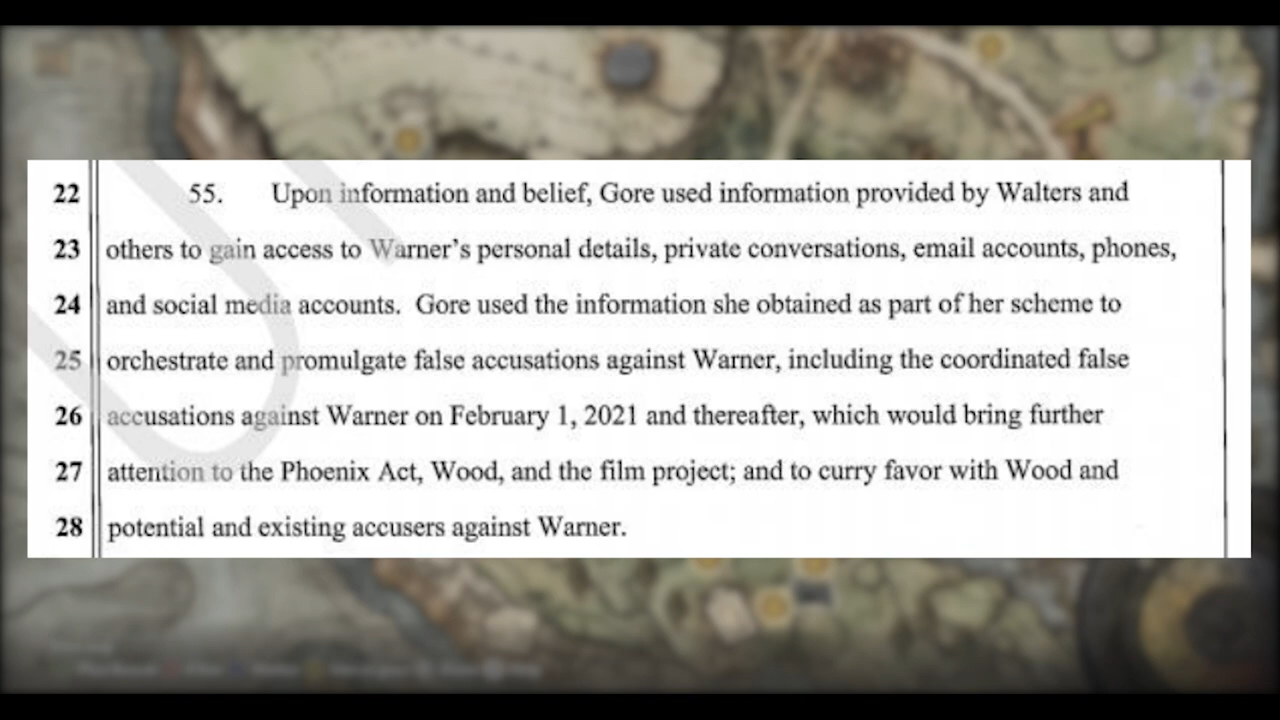 22 55. Upon information and belief, Gore used information provided by Walters and
23 others to gain access to Warner’s personal details, private conversations, email accounts, phones,
24 and social media accounts. Gore used the information she obtained as part of her scheme to
25 orchestrate and promulgate false accusations against Warner, including the coordinated false
26 accusations against Warner on February 1, 2021 and thereafter, which would bring further
27 attention to the Phoenix Act, Wood, and the film project; and to curry favor with Wood and
28 potential and existing accusers against Warner.